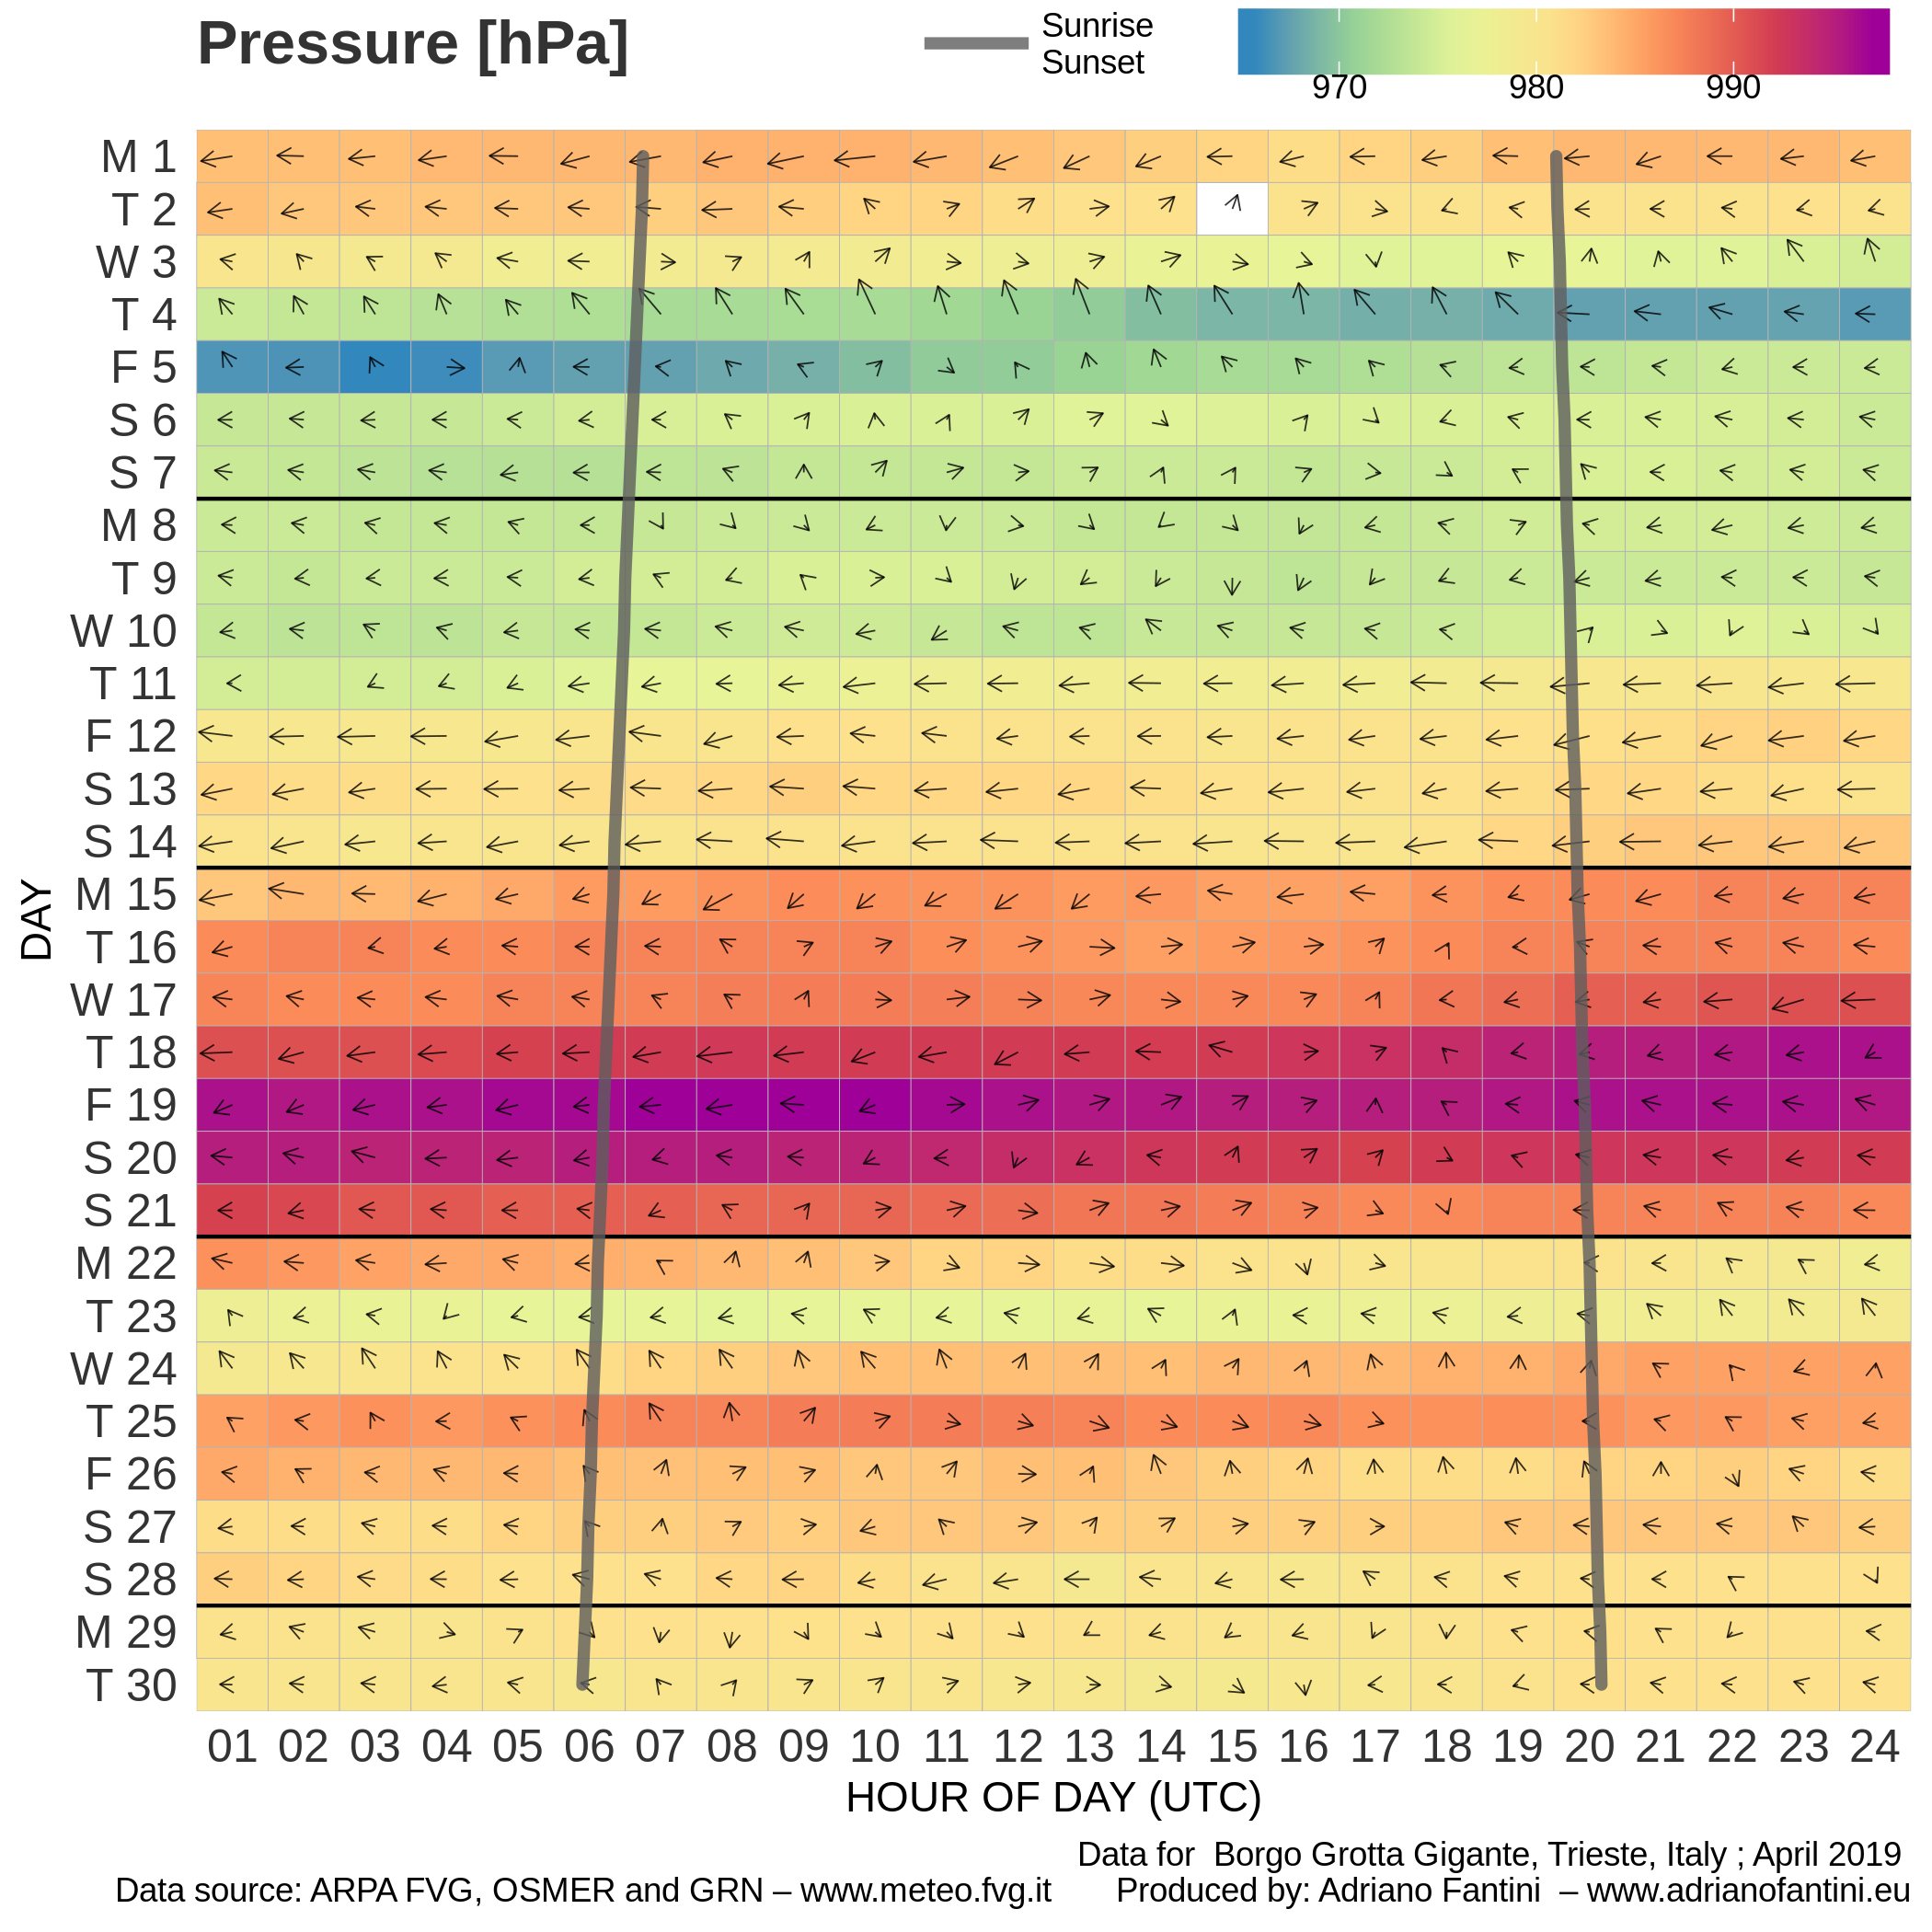 Pressure [hPa]
Sunrise
Sunset
970 980 990
M 1
T 2
W 3
T 4
F 5
S 6
S 7
M 8
T 9
W 10
T 11
F 12
S 13
S 14
M 15
T 16
W 17
T 18
F 19
S 20
S 21
M 22
T 23
W 24
T 25
F 26
S 27
S 28
M 29
T 30
DAY
01 02 03 04 05 06 07 08 09 10 11 12 13 14 15 16 17 18 19 20 21 22 23 24
HOUR OF DAY (UTC)
Data for Borgo Grotta Gigante, Trieste, Italy ; April 2019
Data source: ARPA FVG, OSMER and GRN – www.meteo.fvg.it
Produced by: Adriano Fantini – www.adrianofantini.eu